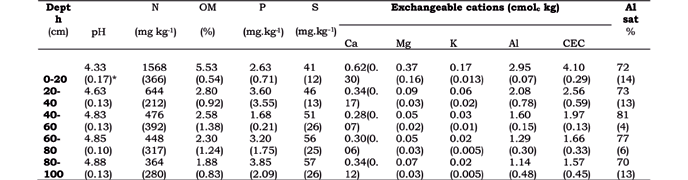 Dept N OM P S Exchangeable cations (cmolc kg) Al
h sat
(cm) pH (mg kg-1) (%) (mg.kg-1) (mg.kg-1) %
Ca Mg K Al CEC
4.33 1568 5.53 2.63 41 0.62(0. 0.37 0.17 2.95 4.10 72
0-20 (0.17)* (366) (0.54) (0.71) (12) 30) (0.16) (0.013) (0.07) (0.29) (14)
20- 4.63 644 2.80 3.60 46 0.34(0. 0.09 0.06 2.08 2.56 73
40 (0.13) (212) (0.92) (3.55) (13) 17) (0.04) (0.02) (0.78) (0.59) (13)
40- 4.83 476 2.58 1.68 51 0.28(0. 0.05 0.03 1.60 1.97 81
60 (0.13) (392) (1.38) (0.21) (26) 07) (0.02) (0.01) (0.15) (0.13) (4)
60- 4.85 448 2.30 3.20 56 0.30(0. 0.05 0.02 1.29 1.66 77
80 (0.10) (317) (1.24) (1.75) (25) 06) (0.03) (0.005) (0.30) (0.33) (6)
80- 4.88 364 1.88 3.85 57 0.34(0. 0.07 0.02 1.14 1.57 70
100 (0.13) (280) (0.83) (2.09) (26) 12) (0.03) (0.005) (0.48) (0.45) (13)